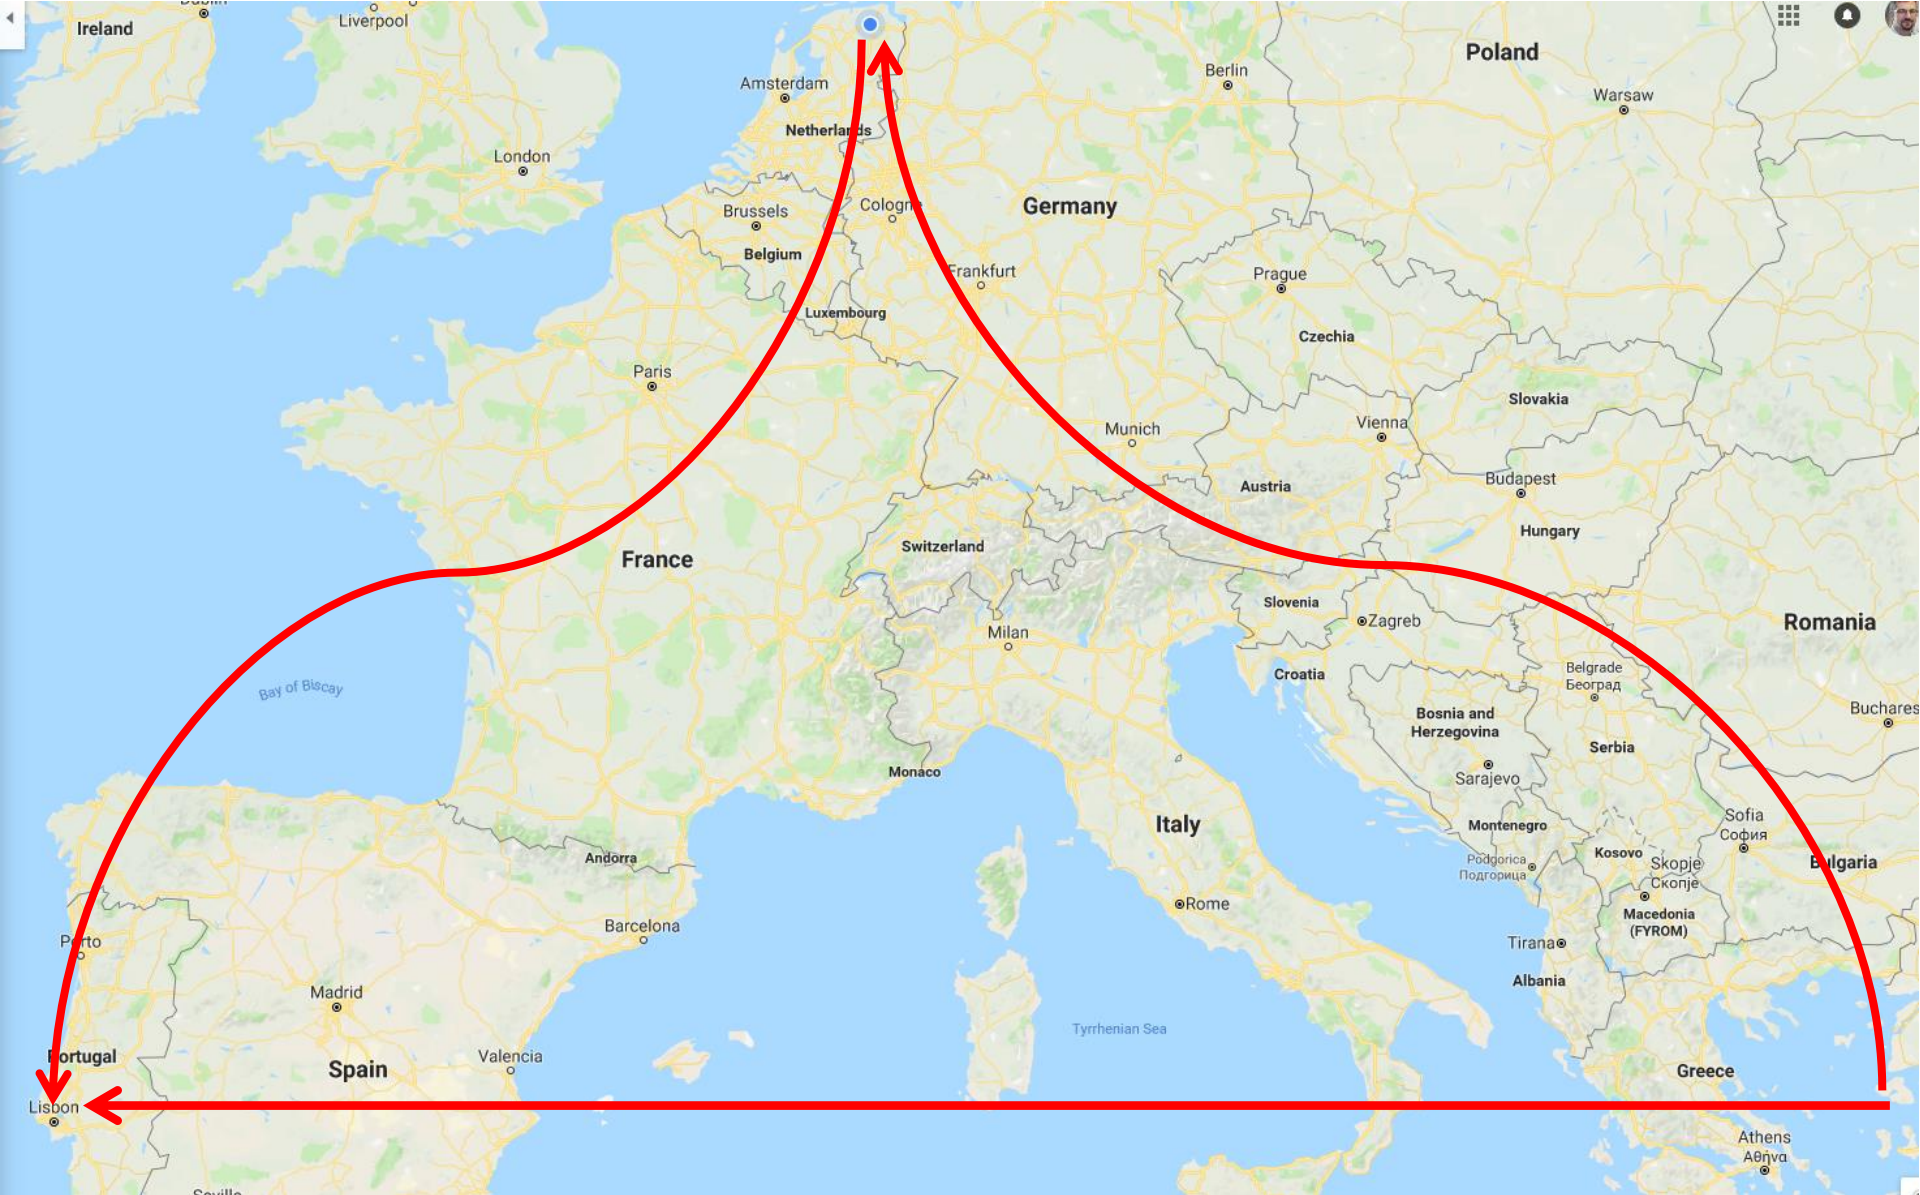 Ireland
Dublin
Liverpool
Poland
Berlin
Amsterdam
Warsaw
Netherlands
London
Cologne
Brussels
Germany
Belgium
Frankfurt
Prague
Luxembourg
Czechia
Paris
Slovakia
Munich
Vienna
Budapest
Austria
Hungary
Switzerland
France
Slovenia
Zagreb
Romania
Milan
Belgrade
Београд
Croatia
Bay of Biscay
Buchares
Bosnia and
Herzegovina
Serbia
Monaco
Sarajevo
Sofia
София
Italy
Montenegro
Andorra
Kosovo
Podgorica
Подгорица
Skopje
Скопје
Bulgaria
Rome
Macedonia
(FYROM)
Barcelona
Porto
Tirana
Albania
Madrid
Tyrrhenian Sea
Portugal
Valencia
Spain
Greece
Lisbon
Athens
Αθήνα
Seville